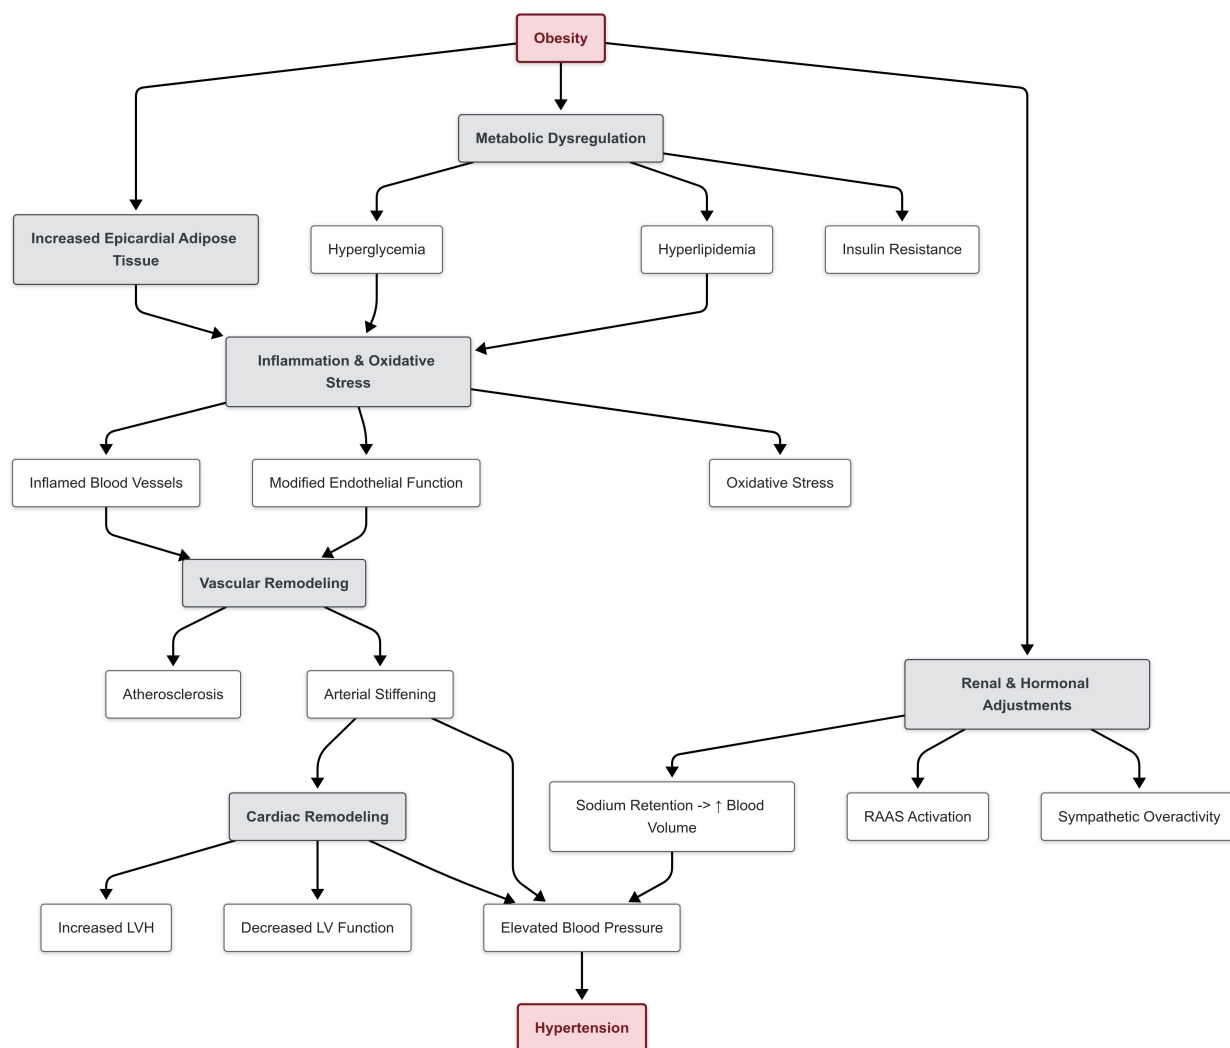 Obesity
Metabolic Dysregulation
Increased Epicardial Adipose
Tissue
Hyperglycemia
Hyperlipidemia
Insulin Resistance
Inflammation & Oxidative
Stress
Inflamed Blood Vessels
Modified Endothelial Function
Oxidative Stress
Vascular Remodeling
Atherosclerosis
Arterial Stiffening
Renal & Hormonal
Adjustments
Cardiac Remodeling
Sodium Retention -> ↑ Blood
Volume
RAAS Activation
Sympathetic Overactivity
Increased LVH
Decreased LV Function
Elevated Blood Pressure
Hypertension